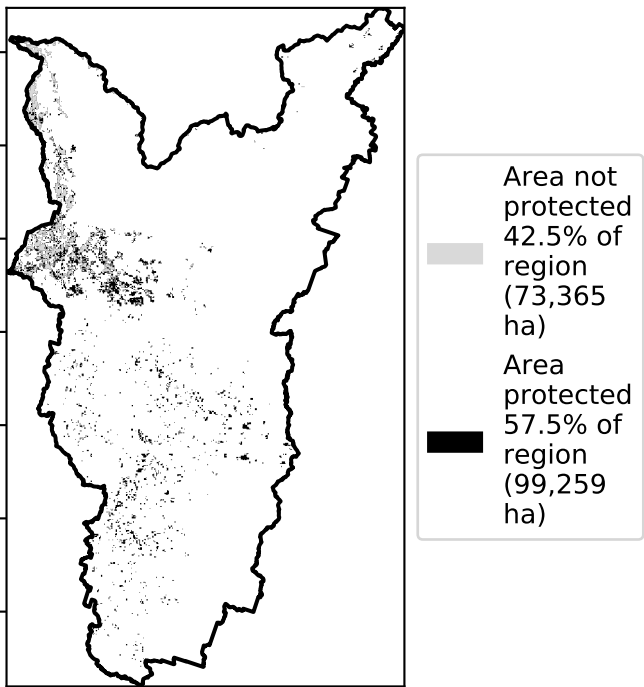 Area not
protected
42.5% of
region
(73,365
ha)
Area
protected
57.5% of
region
(99,259
ha)